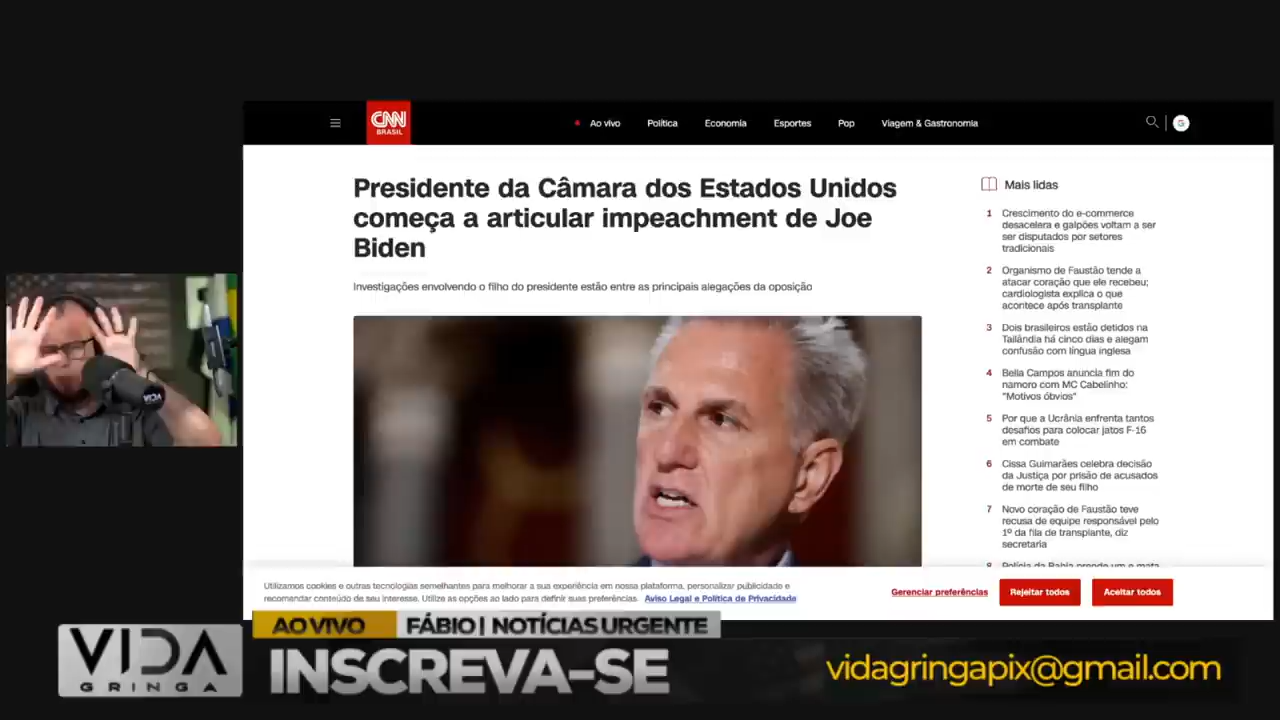 CNN
BRASIL
Ao vivo
Política
Economia
Esportes
Pop
Viagem & Gastronomia
G
Presidente da Câmara dos Estados Unidos
começa a articular impeachment de Joe
Biden
Investigações envolvendo o filho do presidente estão entre as principais alegações da oposição
Mais lidas
1 Crescimento do e-commerce
desacelera e galpões voltam a ser
ser disputados por setores
tradicionais
2 Organismo de Faustão tende a
atacar coração que ele recebeu;
cardiologista explica o que
acontece após transplante
3 Dois brasileiros estão detidos na
Tailândia há cinco dias e alegam
confusão com língua inglesa
4 Bella Campos anuncia fim do
namoro com MC Cabelinho:
"Motivos óbvios"
5 Por que a Ucrânia enfrenta tantos
desafios para colocar jatos F-16
em combate
6 Cissa Guimarães celebra decisão
da Justiça por prisão de acusados
de morte de seu filho
7 Novo coração de Faustão teve
recusa de equipe responsável pelo
1º da fila de transplante, diz
secretaria
8 Polícia da Bahia prende um e mata
Utilizamos cookies e outras tecnologias semelhantes para melhorar a sua experiência em nossa plataforma, personalizar publicidade e
recomendar conteúdo de seu interesse. Utilize as opções ao lado para definir suas preferências. Aviso Legal e Política de Privacidade
Gerenciar preferências
Rejeitar todos
Aceitar todos
VIDA
AO VIVO
FÁBIO | NOTÍCIAS URGENTE
VIDA
GRINGA
INSCREVA-SE
vidagringapix@gmail.com